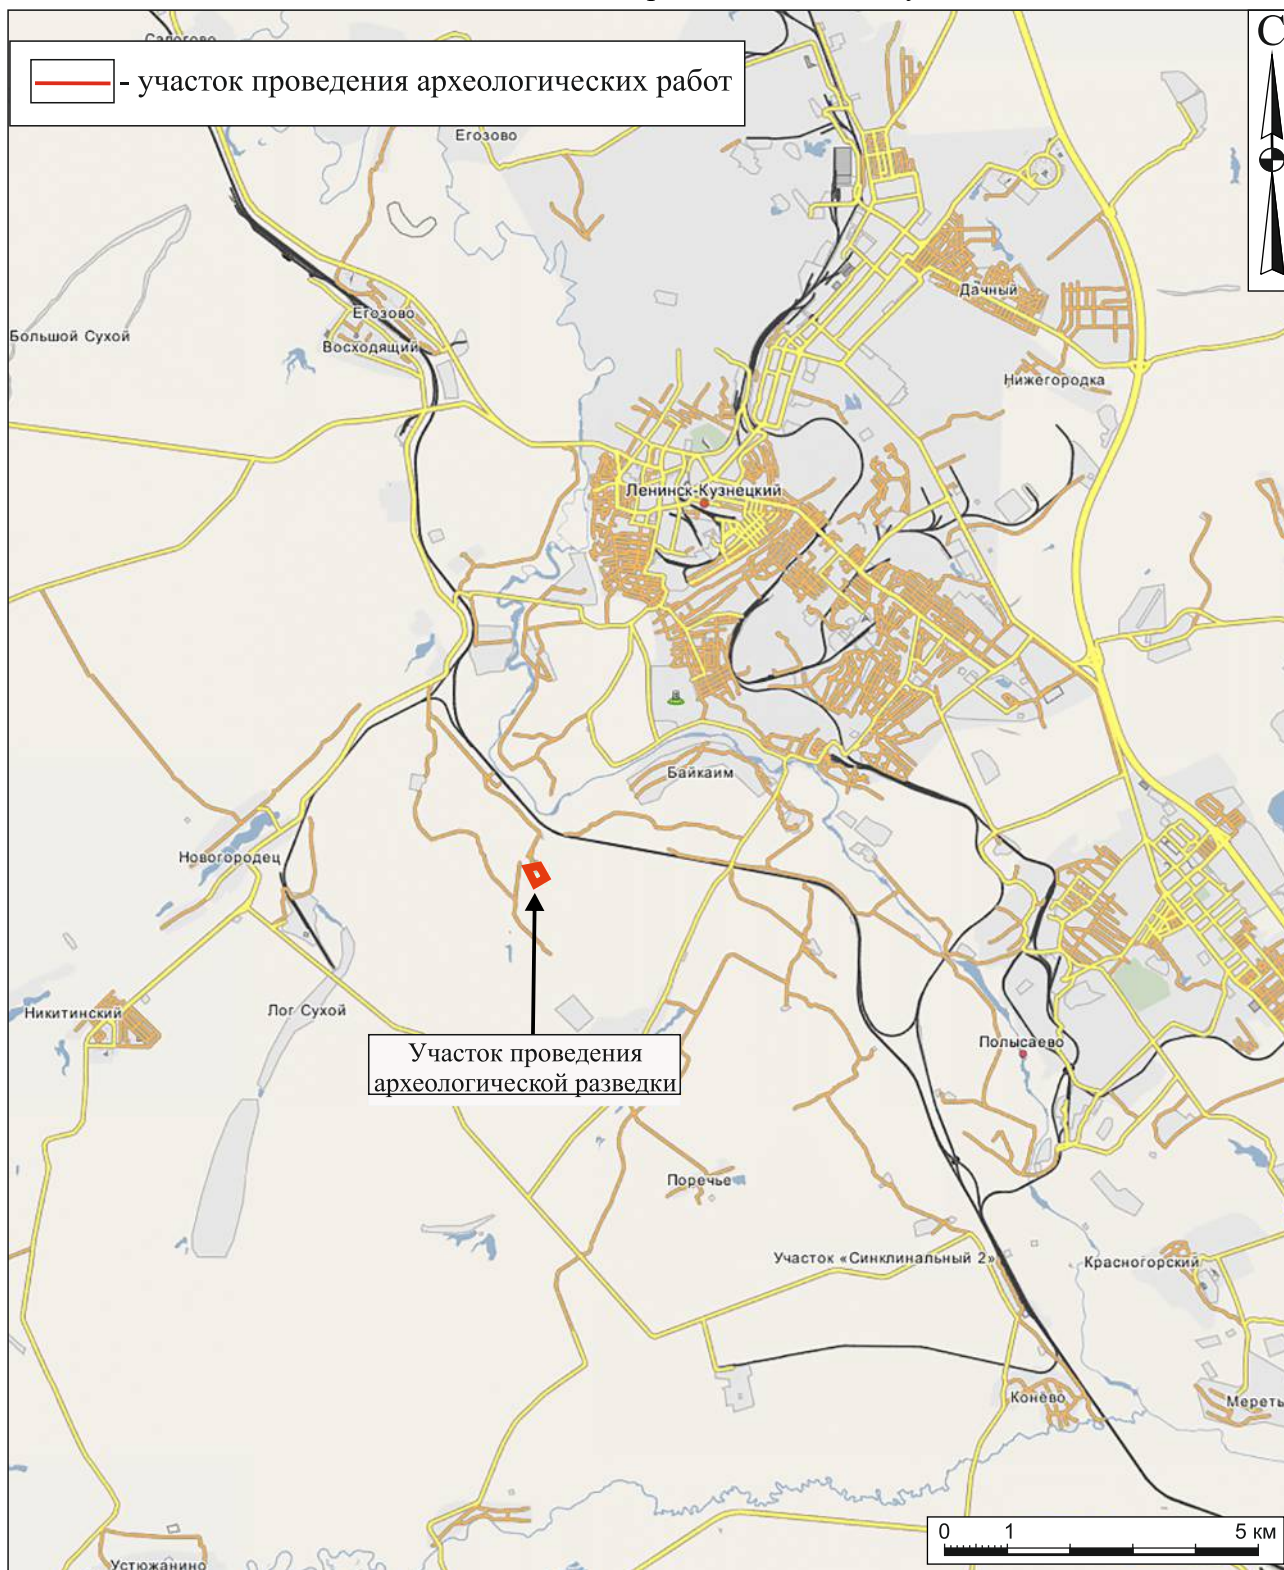 С
- участок проведения археологических работ
Егозово
Дачный
Егозово
Большой Сухой
Восходящий
Нижегородка
Ленинск-Кузнецкий
Байкаим
Новогородец
Никитинский
Лог Сухой
Полысаево
Участок проведения
археологической разведки
Поречье
Участок «Синклинальный 2»
Красногорский
Конёво
Мереть
0 1 5 км
Устюжанино